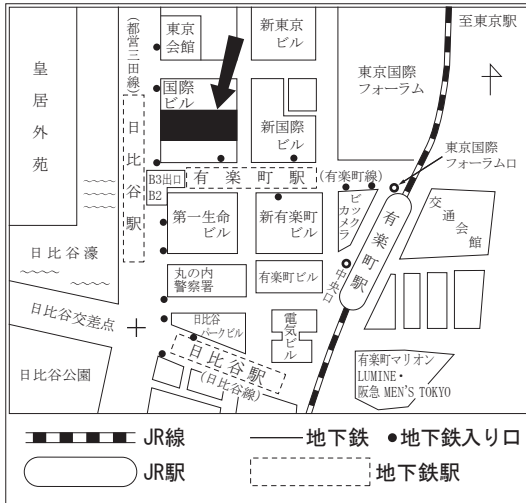 (都営三田線)
東京
会館
新東京
ビル
至東京駅
皇居外苑
国際
ビル
東京国際
フォーラム
新国際
ビル
日比谷駅
東京国際
フォーラム口
B3出口
B2
有楽町駅
(有楽町線)
第一生命
ビル
新有楽町
ビル
ビックカメラ
有楽町駅
交通会館
日比谷濠
丸の内
警察署
有楽町ビル
中央口
日比谷交差点
日比谷
パークビル
電気ビル
日比谷公園
日比谷駅
(日比谷線)
有楽町マリオン
LUMINE・
阪急 MEN'S TOKYO
JR線
地下鉄
地下鉄入り口
JR駅
地下鉄駅